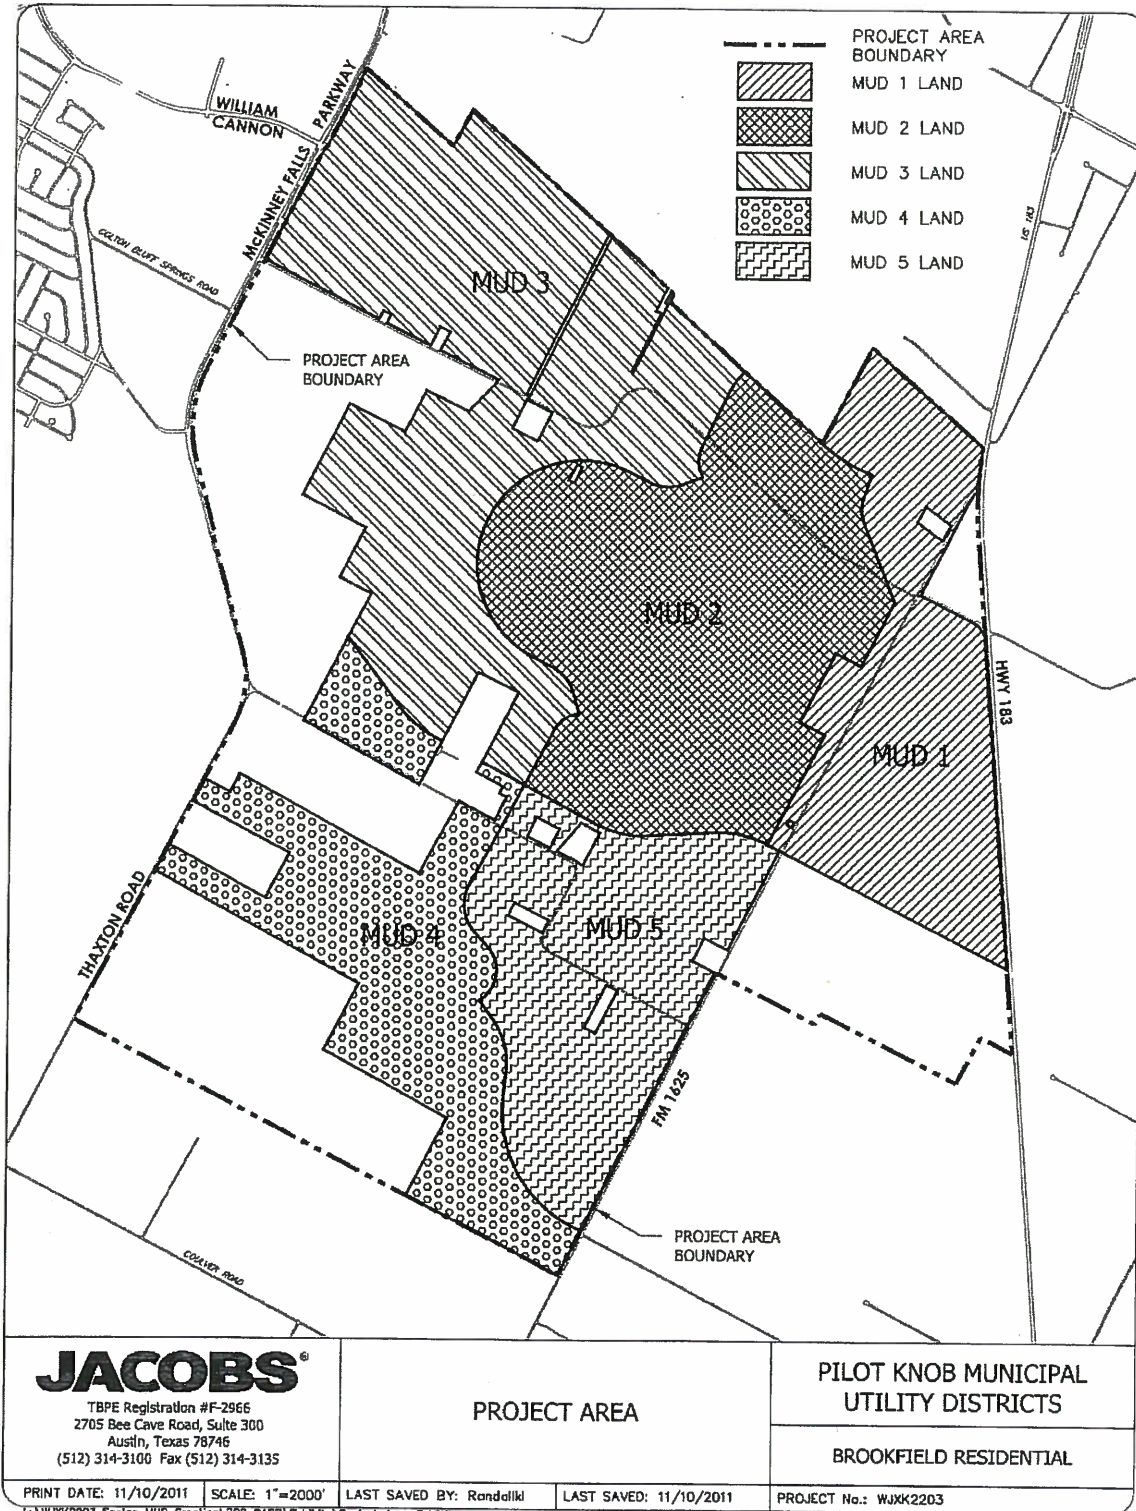 PROJECT AREA
BOUNDARY
MUD 1 LAND
MUD 2 LAND
MUD 3 LAND
MUD 4 LAND
MUD 5 LAND
WILLIAM
CANNON
McKINNEY FALLS PARKWAY
COLTON BLUFF SPRINGS ROAD
US 183
MUD 3
PROJECT AREA
BOUNDARY
MUD 2
HWY 183
MUD 1
THAXTON ROAD
MUD 4
MUD 5
FM 1625
PROJECT AREA
BOUNDARY
COLVER ROAD
JACOBS®
TBPE Registration #F-2966
2705 Bee Cave Road, Suite 300
Austin, Texas 78746
(512) 314-3100 Fax (512) 314-3135
PROJECT AREA
PILOT KNOB MUNICIPAL
UTILITY DISTRICTS
BROOKFIELD RESIDENTIAL
PRINT DATE: 11/10/2011
SCALE: 1"=2000'
LAST SAVED BY: Randallkl
LAST SAVED: 11/10/2011
PROJECT No.: WJXK2203